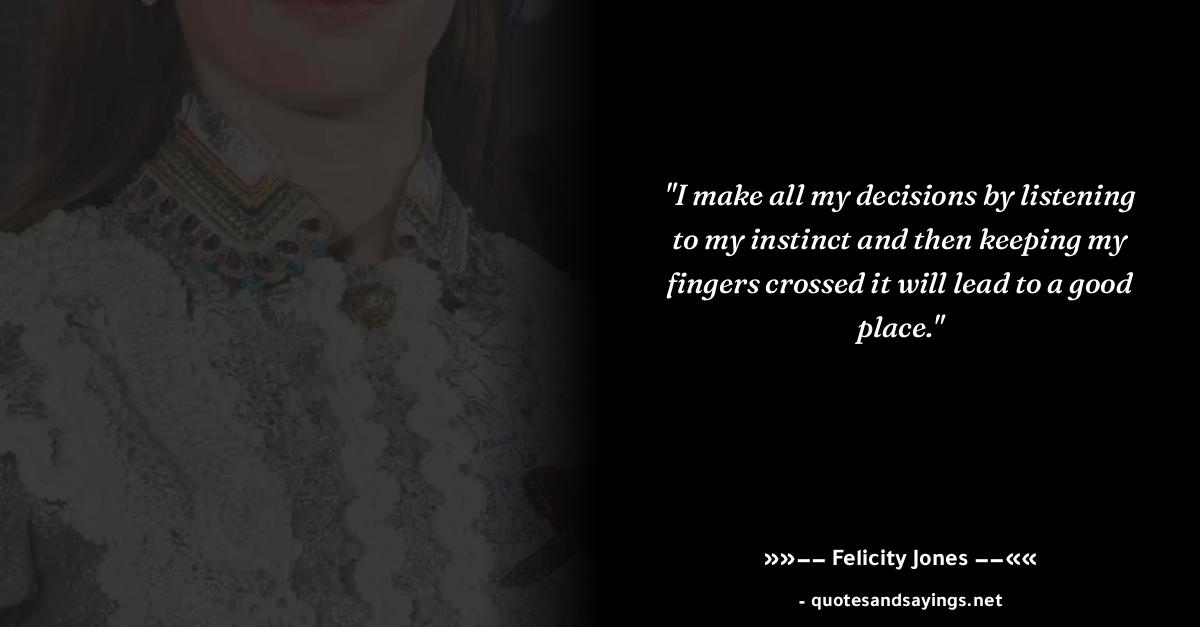 "I make all my decisions by listening
to my instinct and then keeping my
fingers crossed it will lead to a good
place."
»»–– Felicity Jones ––««
- quotesandsayings.net